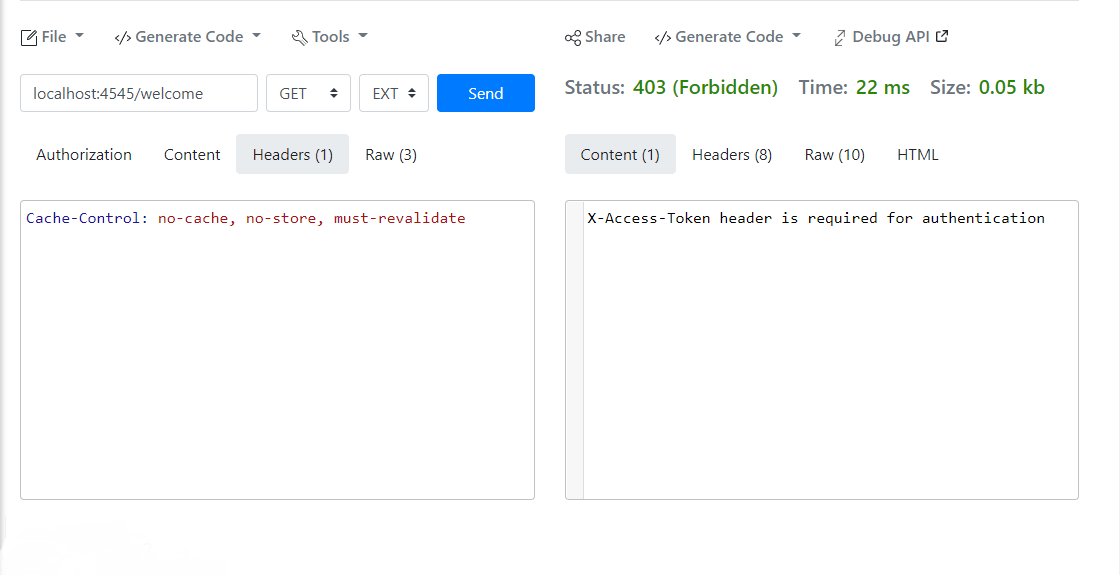 File Generate Code Tools Share Generate Code Debug API
localhost:4545/welcome GET EXT Send Status: 403 (Forbidden) Time: 22 ms Size: 0.05 kb
Authorization Content Headers (1) Raw (3) Content (1) Headers (8) Raw (10) HTML
Cache-Control: no-cache, no-store, must-revalidate X-Access-Token header is required for authentication